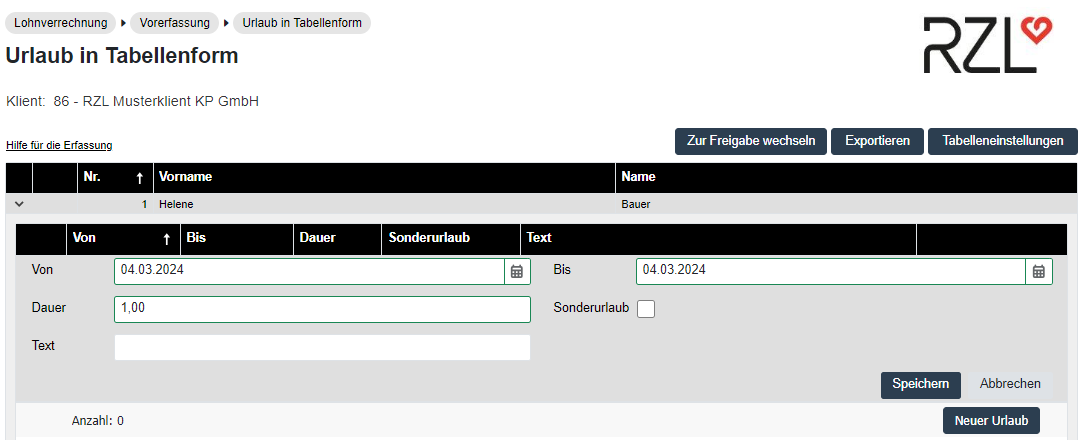 Lohnverrechnung Vorerfassung Urlaub in Tabellenform
RZL
Urlaub in Tabellenform
Klient: 86 - RZL Musterklient KP GmbH
Hilfe für die Erfassung
Zur Freigabe wechseln Exportieren Tabelleneinstellungen
Nr. ↑ Vorname Name
1 Helene Bauer
Von ↑ Bis Dauer Sonderurlaub Text
Von 04.03.2024 Bis 04.03.2024
Dauer 1,00 Sonderurlaub
Text
Speichern Abbrechen
Anzahl: 0 Neuer Urlaub